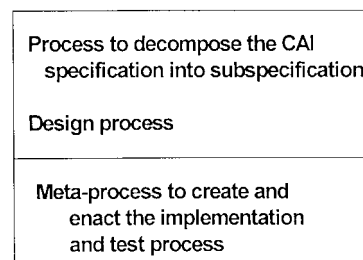 Process to decompose the CAI
specification into subspecification
Design process
Meta-process to create and
enact the implementation
and test process